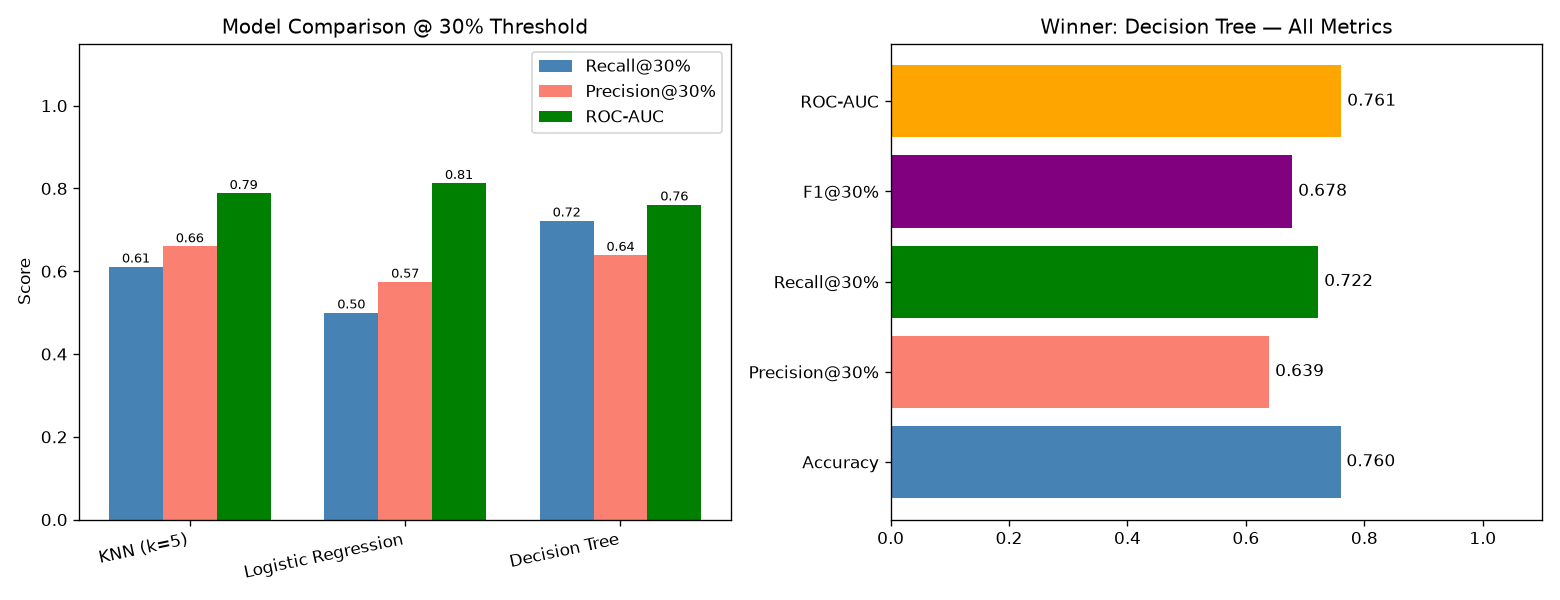 Model Comparison @ 30% Threshold
Score
1.0
0.8
0.6
0.4
0.2
0.0
Recall@30%
Precision@30%
ROC-AUC
0.61
0.66
0.79
0.50
0.57
0.81
0.72
0.64
0.76
KNN (k=5)
Logistic Regression
Decision Tree
Winner: Decision Tree — All Metrics
ROC-AUC
0.761
F1@30%
0.678
Recall@30%
0.722
Precision@30%
0.639
Accuracy
0.760
0.0
0.2
0.4
0.6
0.8
1.0